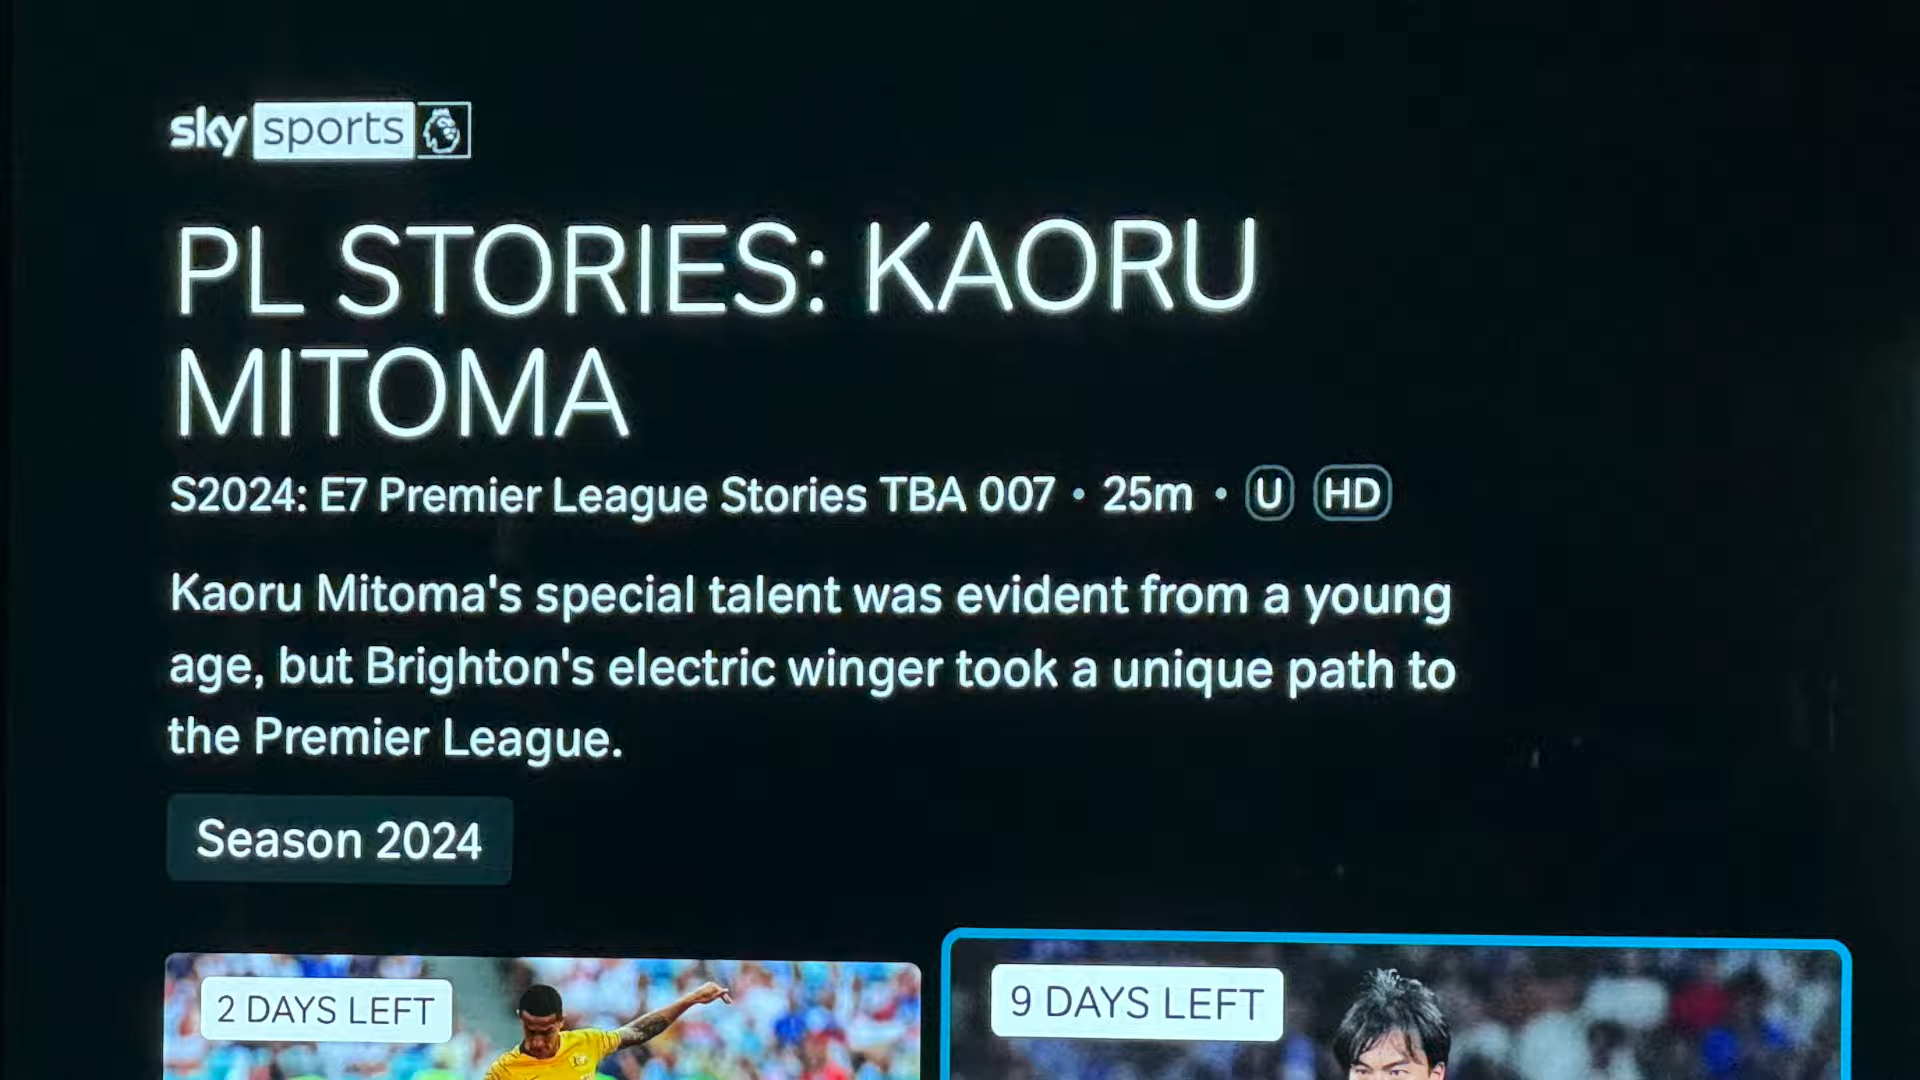 sky sports
PL STORIES: KAORU
MITOMA
S2024: E7 Premier League Stories TBA 007 • 25m • U HD
Kaoru Mitoma's special talent was evident from a young
age, but Brighton's electric winger took a unique path to
the Premier League.
Season 2024
2 DAYS LEFT
9 DAYS LEFT